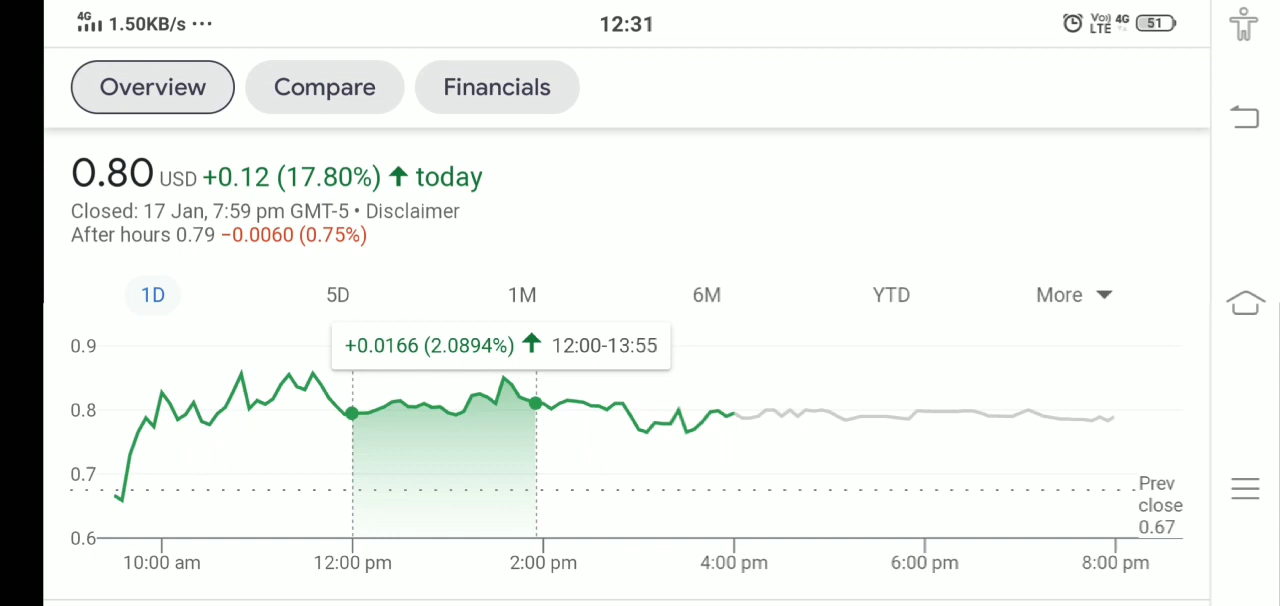 4G 1.50KB/s ··· 12:31 Vo)) LTE 4G 51
Overview Compare Financials
0.80 USD +0.12 (17.80%) ↑ today
Closed: 17 Jan, 7:59 pm GMT-5 • Disclaimer
After hours 0.79 −0.0060 (0.75%)
1D 5D 1M 6M YTD More
+0.0166 (2.0894%) ↑ 12:00-13:55
0.9
0.8
0.7
Prev
close
0.67
0.6
10:00 am 12:00 pm 2:00 pm 4:00 pm 6:00 pm 8:00 pm